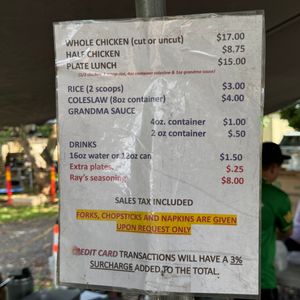 WHOLE CHICKEN (cut or uncut) $17.00
HALF CHICKEN $8.75
PLATE LUNCH $15.00
RICE (2 scoops) $3.00
COLESLAW (8oz container) $4.00
GRANDMA SAUCE
4oz. container $1.00
2 oz container $.50
DRINKS
16oz water or 12oz can $1.50
Extra plates $.25
Ray's seasoning $8.00
SALES TAX INCLUDED
FORKS, CHOPSTICKS AND NAPKINS ARE GIVEN
UPON REQUEST ONLY
CREDIT CARD TRANSACTIONS WILL HAVE A 3%
SURCHARGE ADDED TO THE TOTAL.